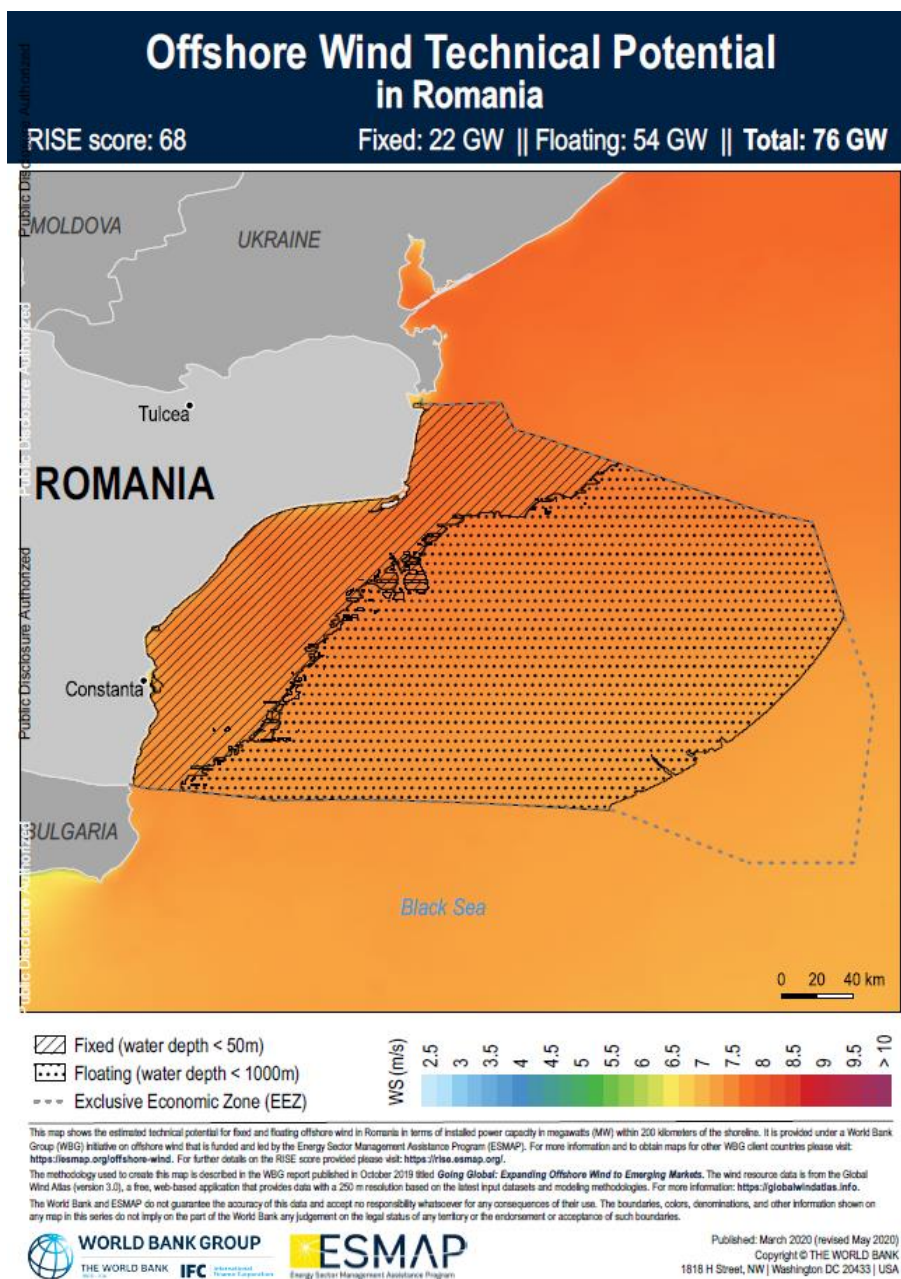 Offshore Wind Technical Potential
in Romania
RISE score: 68
Fixed: 22 GW || Floating: 54 GW || Total: 76 GW
Public Disclosure Authorized
Public Disclosure Authorized
Public Disclosure Authorized
Public Disclosure Authorized
MOLDOVA
UKRAINE
Tulcea
ROMANIA
Constanta
BULGARIA
Black Sea
0 20 40 km
Fixed (water depth < 50m)
Floating (water depth < 1000m)
Exclusive Economic Zone (EEZ)
WS (m/s)
2.5 3 3.5 4 4.5 5 5.5 6 6.5 7 7.5 8 8.5 9 9.5 > 10
This map shows the estimated technical potential for fixed and floating offshore wind in Romania in terms of installed power capacity in megawatts (MW) within 200 kilometers of the shoreline. It is provided under a World Bank
Group (WBG) initiative on offshore wind that is funded and led by the Energy Sector Management Assistance Program (ESMAP). For more information and to obtain maps for other WBG client countries please visit:
https://esmap.org/offshore-wind. For further details on the RISE score provided please visit: https://rise.esmap.org/.
The methodology used to create this map is described in the WBG report published in October 2019 titled Going Global: Expanding Offshore Wind to Emerging Markets. The wind resource data is from the Global
Wind Atlas (version 3.0), a free, web-based application that provides data with a 250 m resolution based on the latest input datasets and modeling methodologies. For more information: https://globalwindatlas.info.
The World Bank and ESMAP do not guarantee the accuracy of this data and accept no responsibility whatsoever for any consequences of their use. The boundaries, colors, denominations, and other information shown on
any map in this series do not imply on the part of the World Bank any judgement on the legal status of any territory or the endorsement or acceptance of such boundaries.
WORLD BANK GROUP
THE WORLD BANK
IFC
International
Finance Corporation
ESMAP
Energy Sector Management Assistance Program
Published: March 2020 (revised May 2020)
Copyright © THE WORLD BANK
1818 H Street, NW | Washington DC 20433 | USA